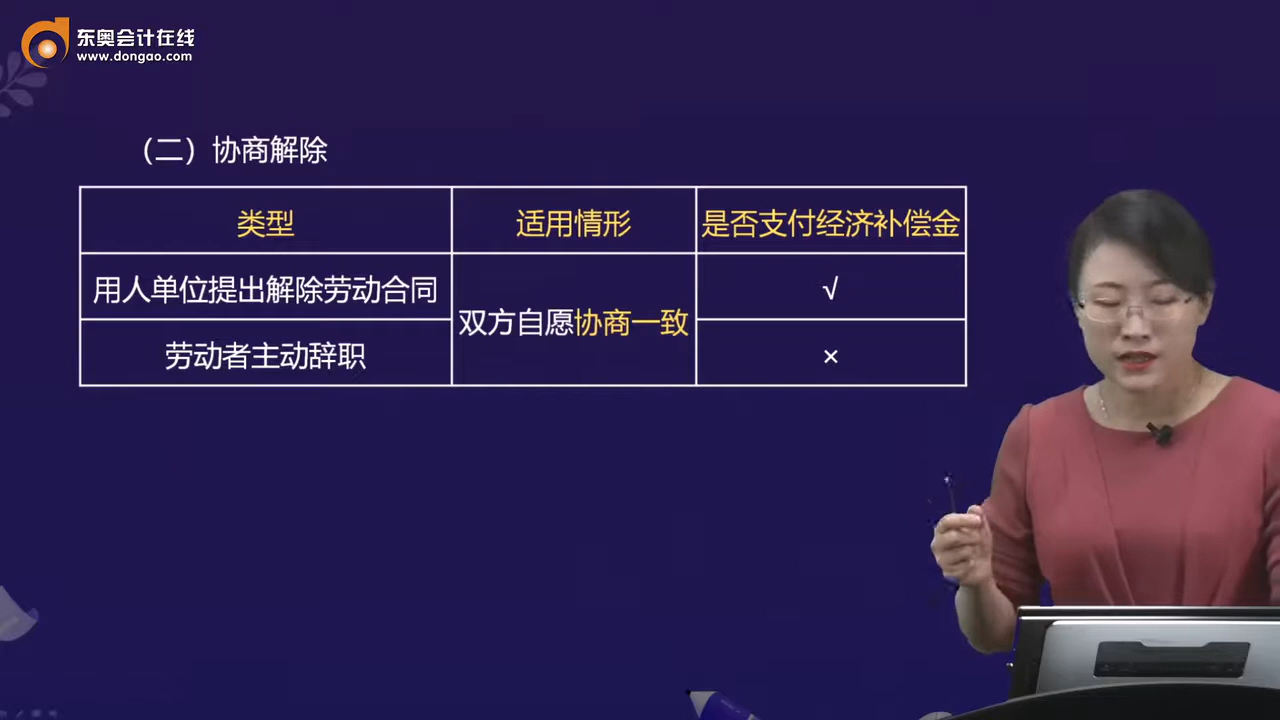 东奥会计在线
www.dongao.com
（二）协商解除
类型 适用情形 是否支付经济补偿金
用人单位提出解除劳动合同 双方自愿协商一致 √
劳动者主动辞职 ×